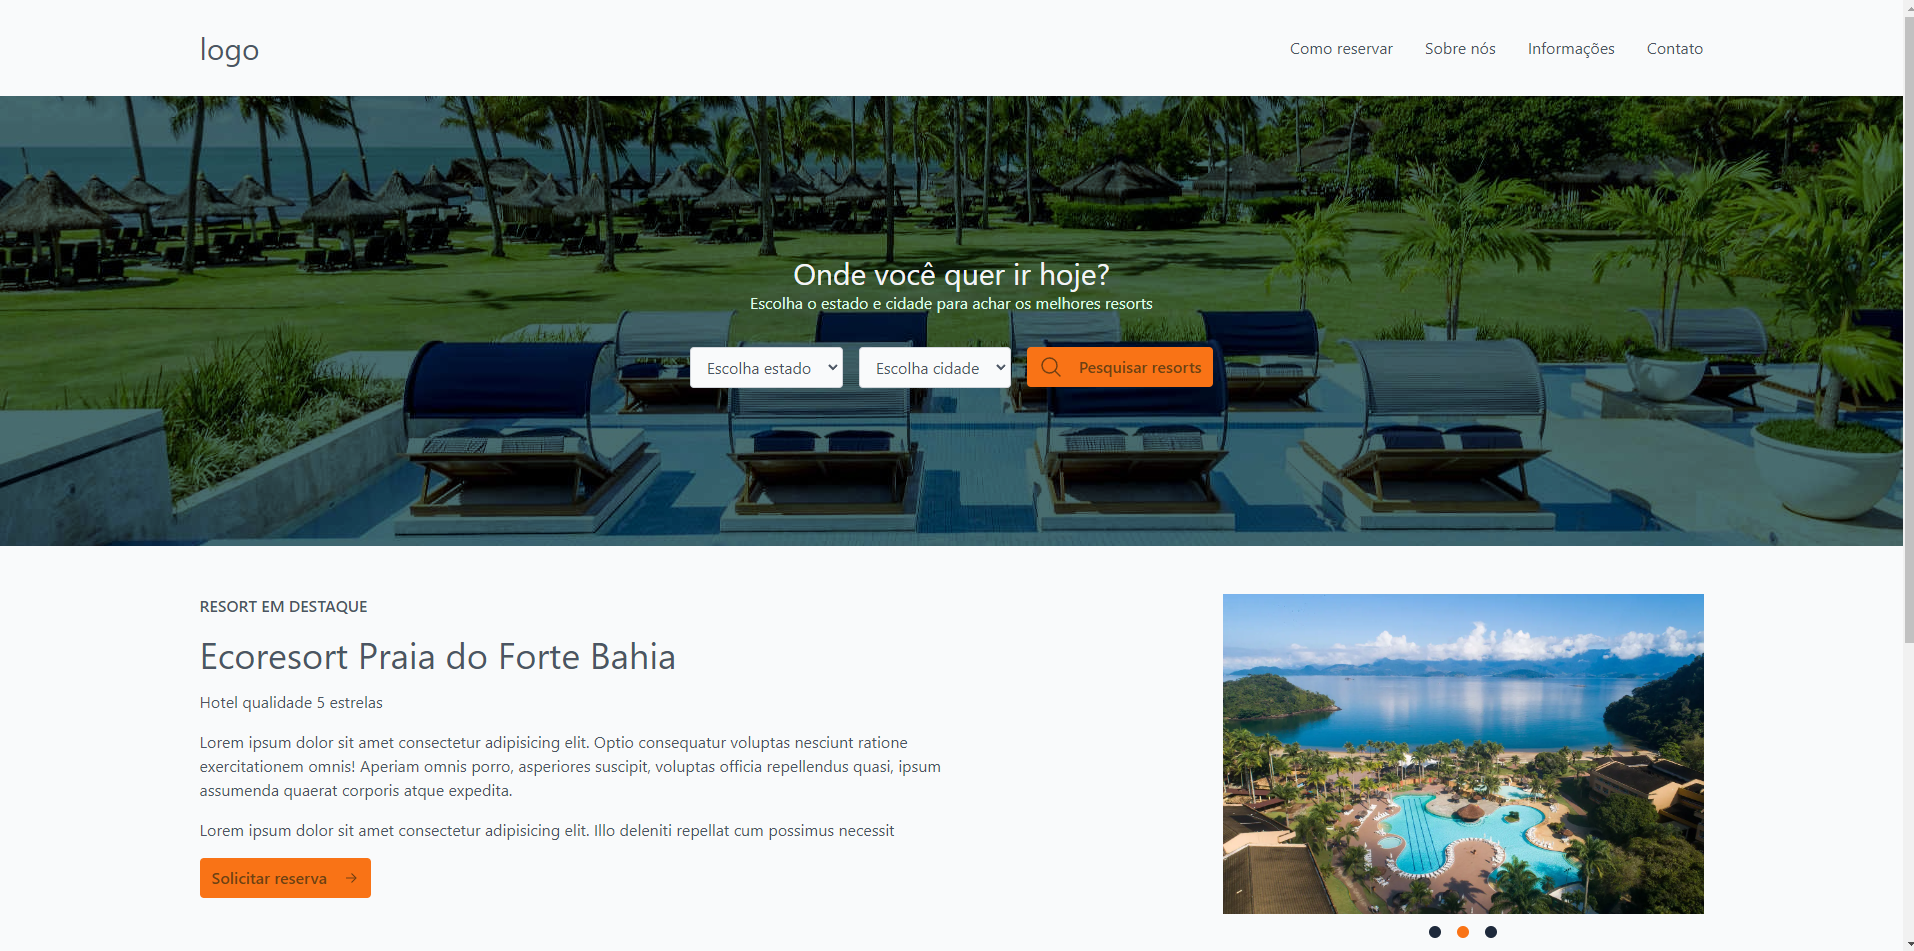 logo
Como reservar
Sobre nós
Informações
Contato
Onde você quer ir hoje?
Escolha o estado e cidade para achar os melhores resorts
Escolha estado
Escolha cidade
Pesquisar resorts
RESORT EM DESTAQUE
Ecoresort Praia do Forte Bahia
Hotel qualidade 5 estrelas
Lorem ipsum dolor sit amet consectetur adipisicing elit. Optio consequatur voluptas nesciunt ratione
exercitationem omnis! Aperiam omnis porro, asperiores suscipit, voluptas officia repellendus quasi, ipsum
assumenda quaerat corporis atque expedita.
Lorem ipsum dolor sit amet consectetur adipisicing elit. Illo deleniti repellat cum possimus necessit
Solicitar reserva